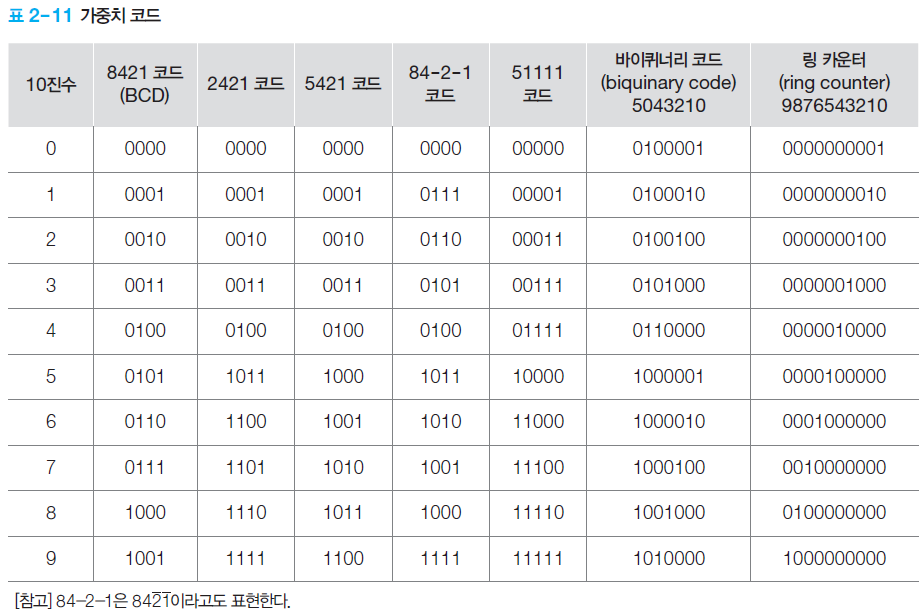 표 2-11 가중치 코드
10진수 8421 코드 (BCD) 2421 코드 5421 코드 84-2-1 코드 51111 코드 바이퀴너리 코드 (biquinary code) 5043210 링 카운터 (ring counter) 9876543210
0 0000 0000 0000 0000 00000 0100001 0000000001
1 0001 0001 0001 0111 00001 0100010 0000000010
2 0010 0010 0010 0110 00011 0100100 0000000100
3 0011 0011 0011 0101 00111 0101000 0000001000
4 0100 0100 0100 0100 01111 0110000 0000010000
5 0101 1011 1000 1011 10000 1000001 0000100000
6 0110 1100 1001 1010 11000 1000010 0001000000
7 0111 1101 1010 1001 11100 1000100 0010000000
8 1000 1110 1011 1000 11110 1001000 0100000000
9 1001 1111 1100 1111 11111 1010000 1000000000
[참고] 84-2-1은 842̅1̅이라고도 표현한다.